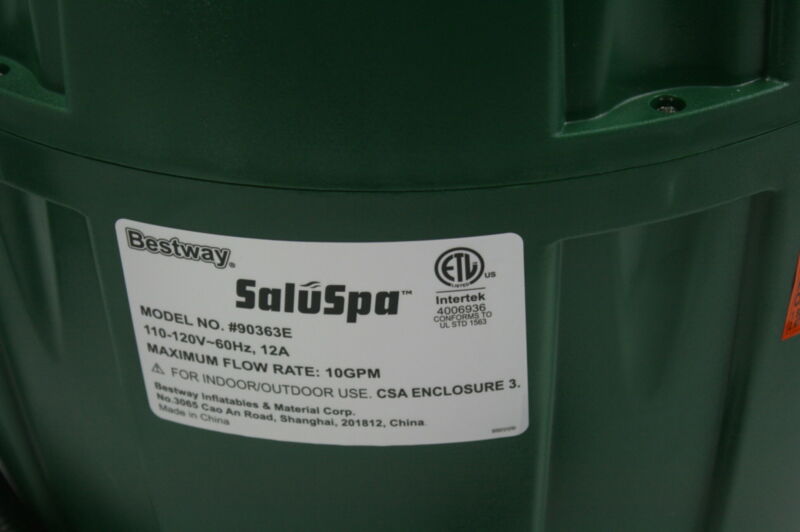 Bestway®
SaluSpa™
ETL US
LISTED
Intertek
4006936
CONFORMS TO
UL STD 1563
MODEL NO. #90363E
110-120V~60Hz, 12A
MAXIMUM FLOW RATE: 10GPM
⚠ FOR INDOOR/OUTDOOR USE. CSA ENCLOSURE 3.
Bestway Inflatables & Material Corp.
No.3065 Cao An Road, Shanghai, 201812, China
Made in China